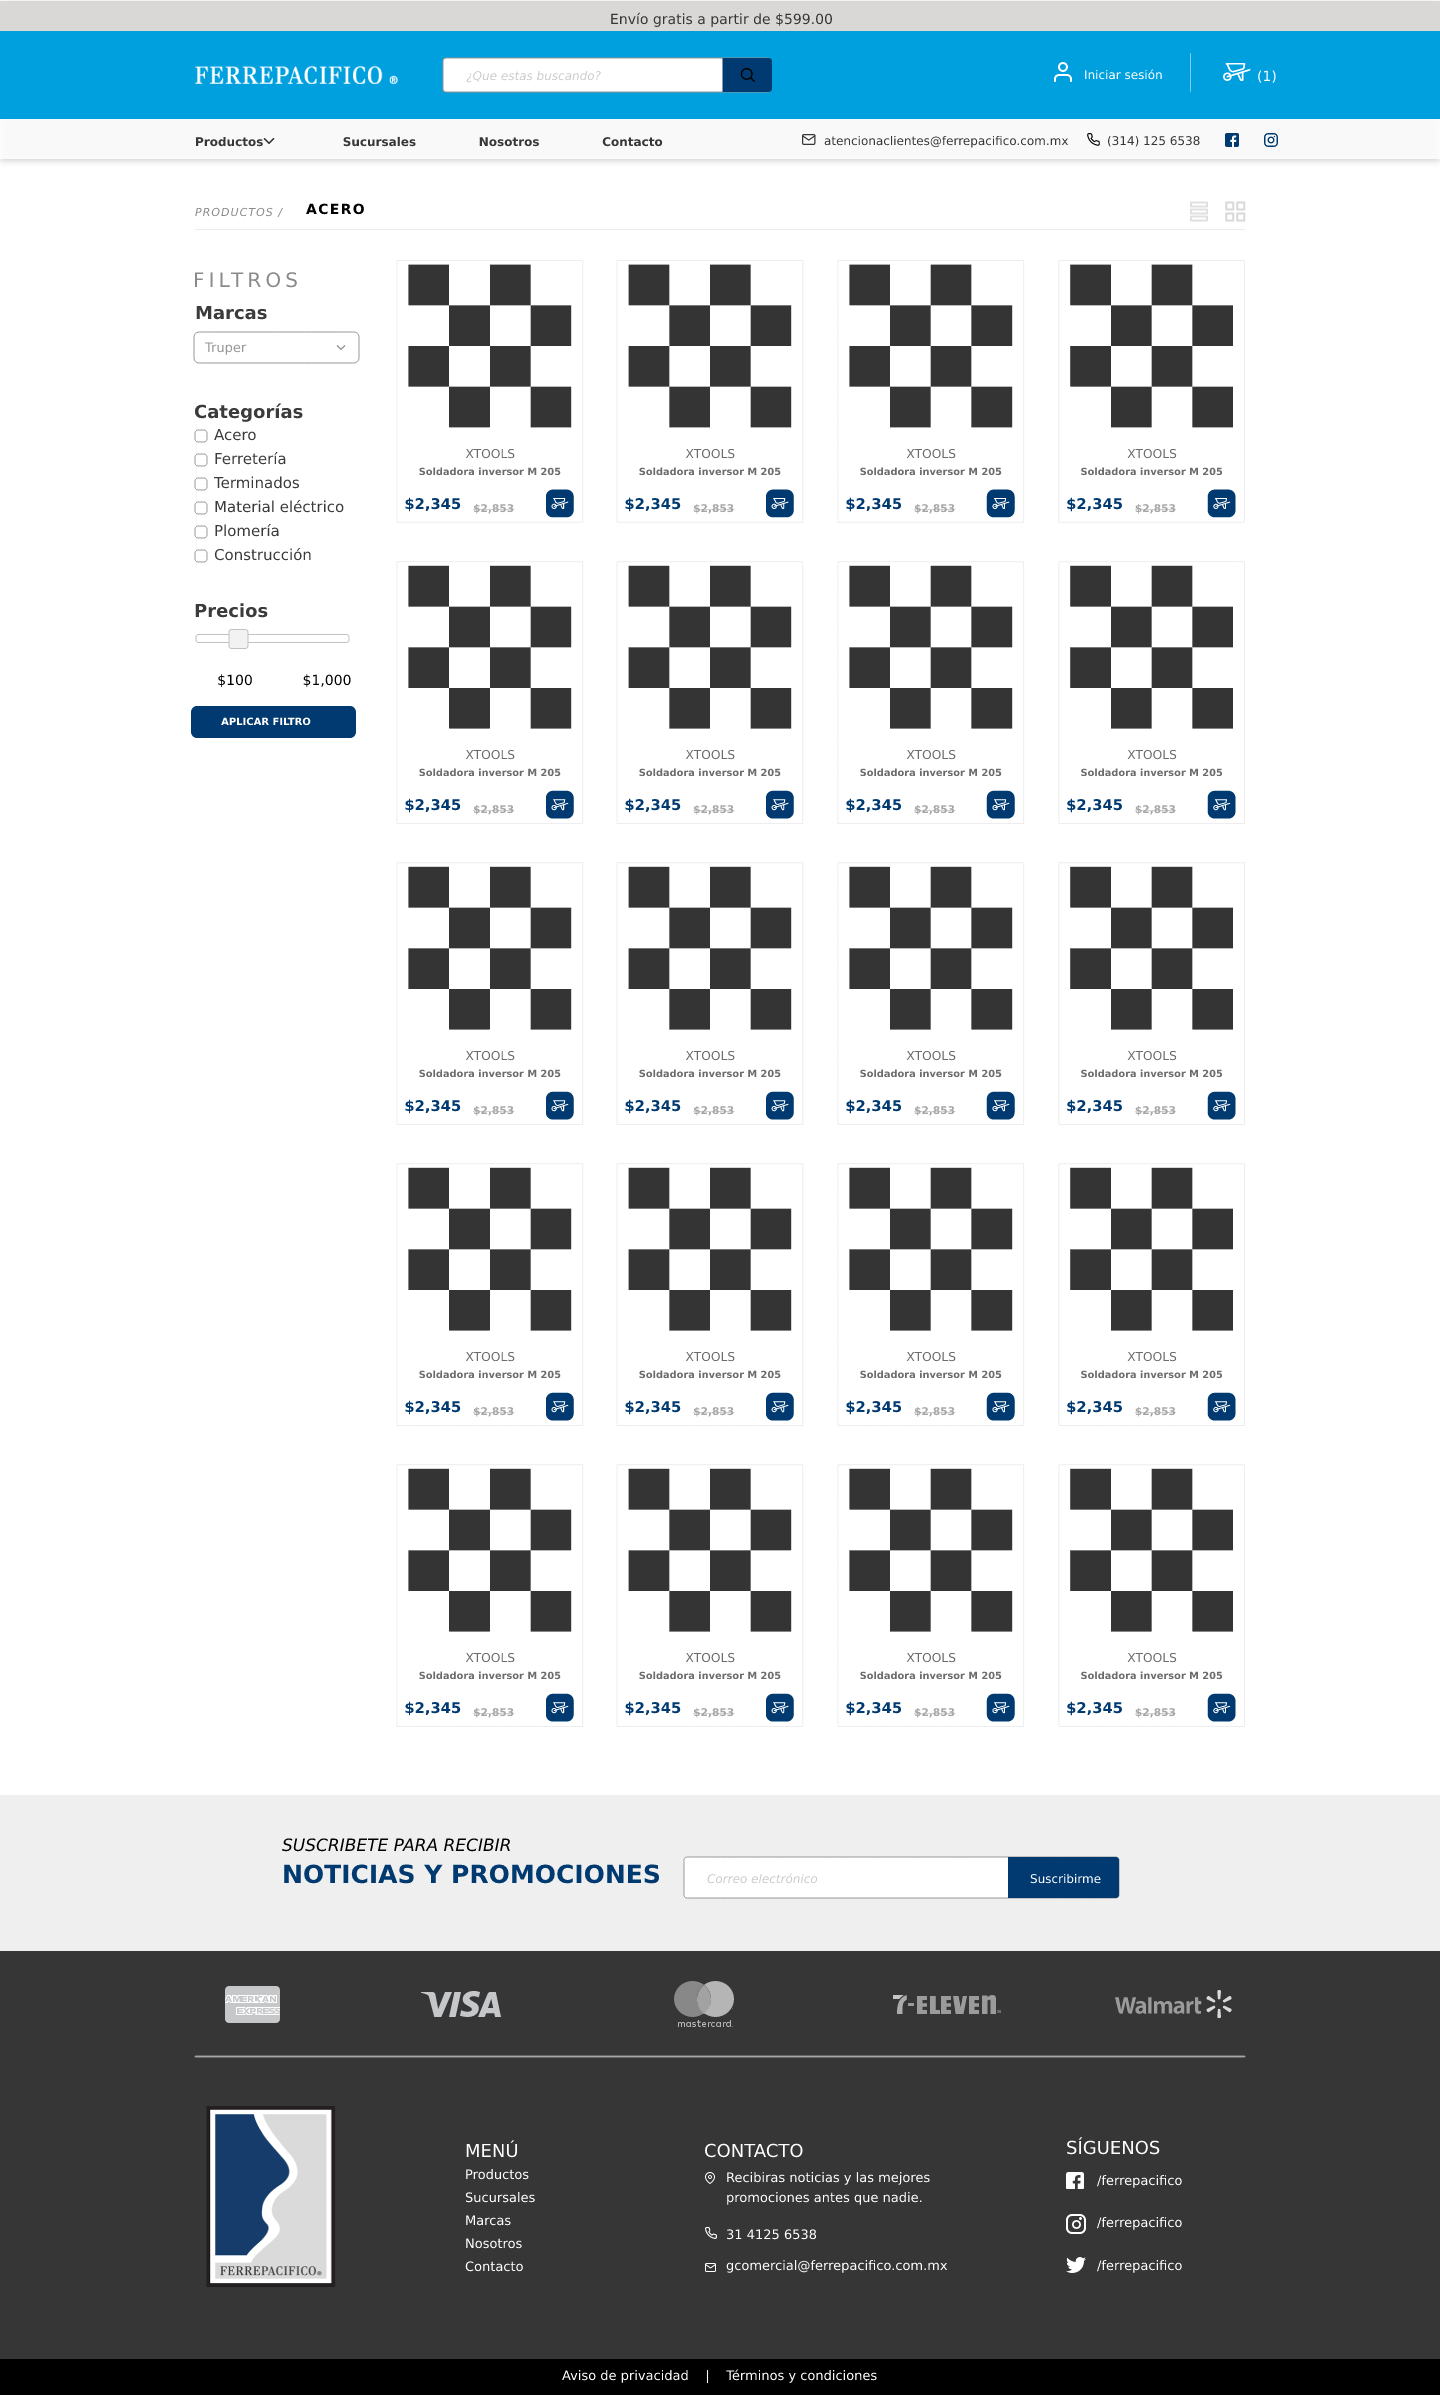 Envío gratis a partir de $599.00
FERREPACIFICO ®
¿Que estas buscando?
Iniciar sesión
(1)
Productos
Sucursales
Nosotros
Contacto
atencionaclientes@ferrepacifico.com.mx
(314) 125 6538
PRODUCTOS / ACERO
FILTROS
Marcas
Truper
Categorías
Acero
Ferretería
Terminados
Material eléctrico
Plomería
Construcción
Precios
$100 $1,000
APLICAR FILTRO
XTOOLS XTOOLS XTOOLS XTOOLS
Soldadora inversor M 205 Soldadora inversor M 205 Soldadora inversor M 205 Soldadora inversor M 205
$2,345 $2,853 $2,345 $2,853 $2,345 $2,853 $2,345 $2,853
XTOOLS XTOOLS XTOOLS XTOOLS
Soldadora inversor M 205 Soldadora inversor M 205 Soldadora inversor M 205 Soldadora inversor M 205
$2,345 $2,853 $2,345 $2,853 $2,345 $2,853 $2,345 $2,853
XTOOLS XTOOLS XTOOLS XTOOLS
Soldadora inversor M 205 Soldadora inversor M 205 Soldadora inversor M 205 Soldadora inversor M 205
$2,345 $2,853 $2,345 $2,853 $2,345 $2,853 $2,345 $2,853
XTOOLS XTOOLS XTOOLS XTOOLS
Soldadora inversor M 205 Soldadora inversor M 205 Soldadora inversor M 205 Soldadora inversor M 205
$2,345 $2,853 $2,345 $2,853 $2,345 $2,853 $2,345 $2,853
XTOOLS XTOOLS XTOOLS XTOOLS
Soldadora inversor M 205 Soldadora inversor M 205 Soldadora inversor M 205 Soldadora inversor M 205
$2,345 $2,853 $2,345 $2,853 $2,345 $2,853 $2,345 $2,853
SUSCRIBETE PARA RECIBIR
NOTICIAS Y PROMOCIONES
Correo electrónico
Suscribirme
AMERICAN
EXPRESS
VISA
mastercard.
7-ELEVEn
Walmart
FERREPACIFICO®
MENÚ
Productos
Sucursales
Marcas
Nosotros
Contacto
CONTACTO
Recibiras noticias y las mejores
promociones antes que nadie.
31 4125 6538
gcomercial@ferrepacifico.com.mx
SÍGUENOS
/ferrepacifico
/ferrepacifico
/ferrepacifico
Aviso de privacidad | Términos y condiciones